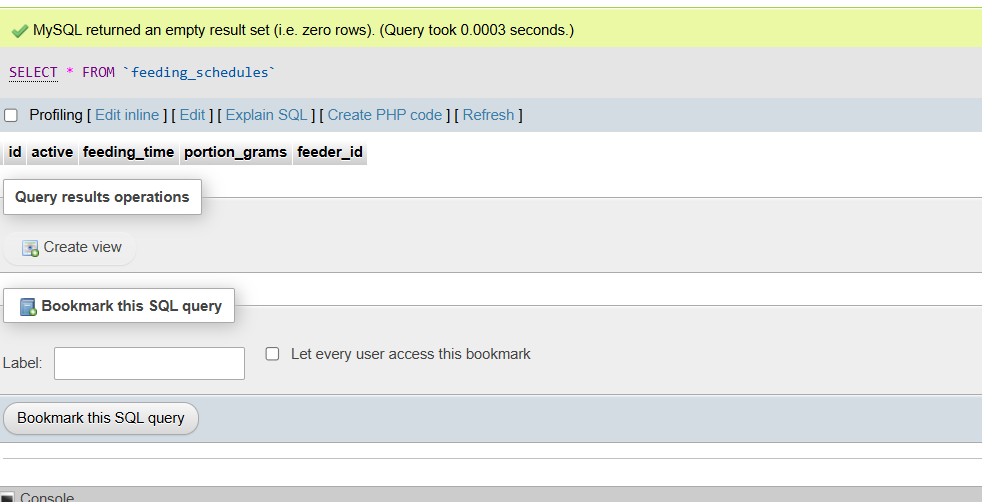 MySQL returned an empty result set (i.e. zero rows). (Query took 0.0003 seconds.)
SELECT * FROM `feeding_schedules`
Profiling [ Edit inline ] [ Edit ] [ Explain SQL ] [ Create PHP code ] [ Refresh ]
id active feeding_time portion_grams feeder_id
Query results operations
Create view
Bookmark this SQL query
Label: Let every user access this bookmark
Bookmark this SQL query
Console